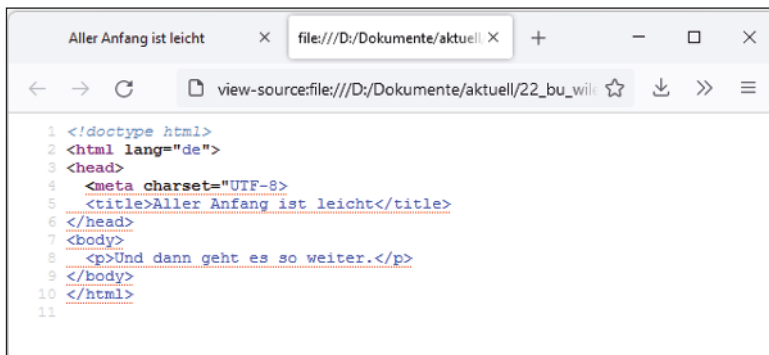 Aller Anfang ist leicht
file:///D:/Dokumente/aktuell
view-source:file:///D:/Dokumente/aktuell/22_bu_wil
1 <!doctype html>
2 <html lang="de">
3 <head>
4 <meta charset="UTF-8>
5 <title>Aller Anfang ist leicht</title>
6 </head>
7 <body>
8 <p>Und dann geht es so weiter.</p>
9 </body>
10 </html>
11